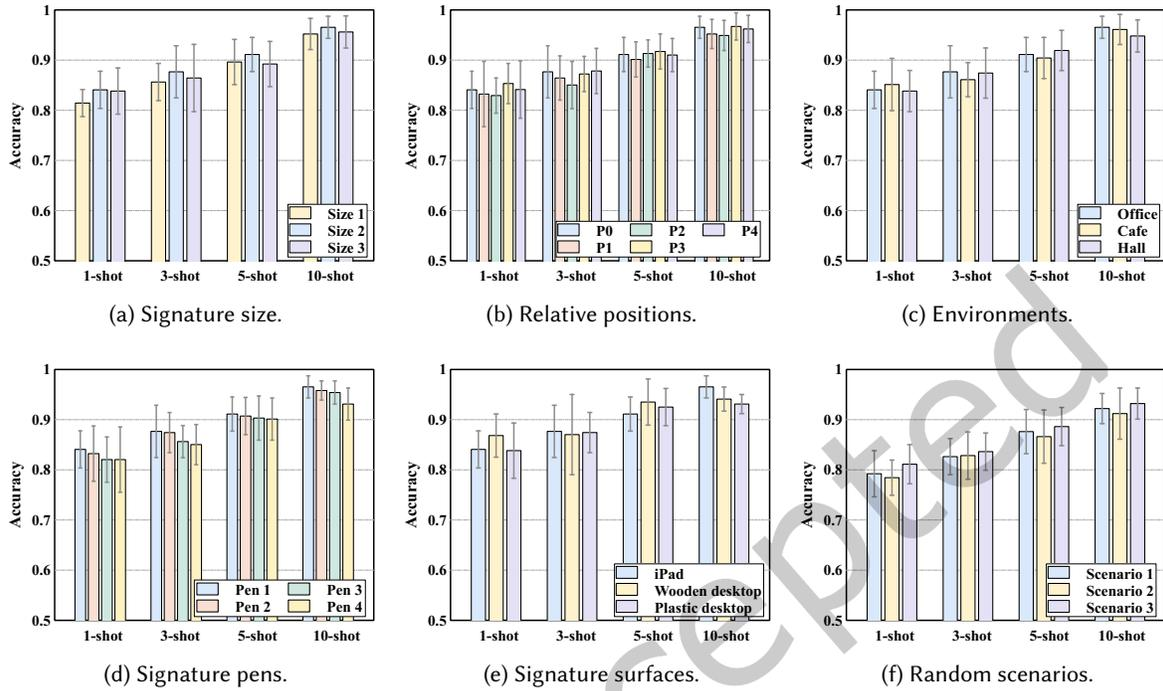 Accuracy
1
0.9
0.8
0.7
0.6
0.5
1-shot 3-shot 5-shot 10-shot
Size 1
Size 2
Size 3
(a) Signature size.
Accuracy
1
0.9
0.8
0.7
0.6
0.5
1-shot 3-shot 5-shot 10-shot
P0 P2 P4
P1 P3
(b) Relative positions.
Accuracy
1
0.9
0.8
0.7
0.6
0.5
1-shot 3-shot 5-shot 10-shot
Office
Cafe
Hall
(c) Environments.
Accuracy
1
0.9
0.8
0.7
0.6
0.5
1-shot 3-shot 5-shot 10-shot
Pen 1 Pen 3
Pen 2 Pen 4
(d) Signature pens.
Accuracy
1
0.9
0.8
0.7
0.6
0.5
1-shot 3-shot 5-shot 10-shot
iPad
Wooden desktop
Plastic desktop
(e) Signature surfaces.
Accuracy
1
0.9
0.8
0.7
0.6
0.5
1-shot 3-shot 5-shot 10-shot
Scenario 1
Scenario 2
Scenario 3
(f) Random scenarios.
cepted